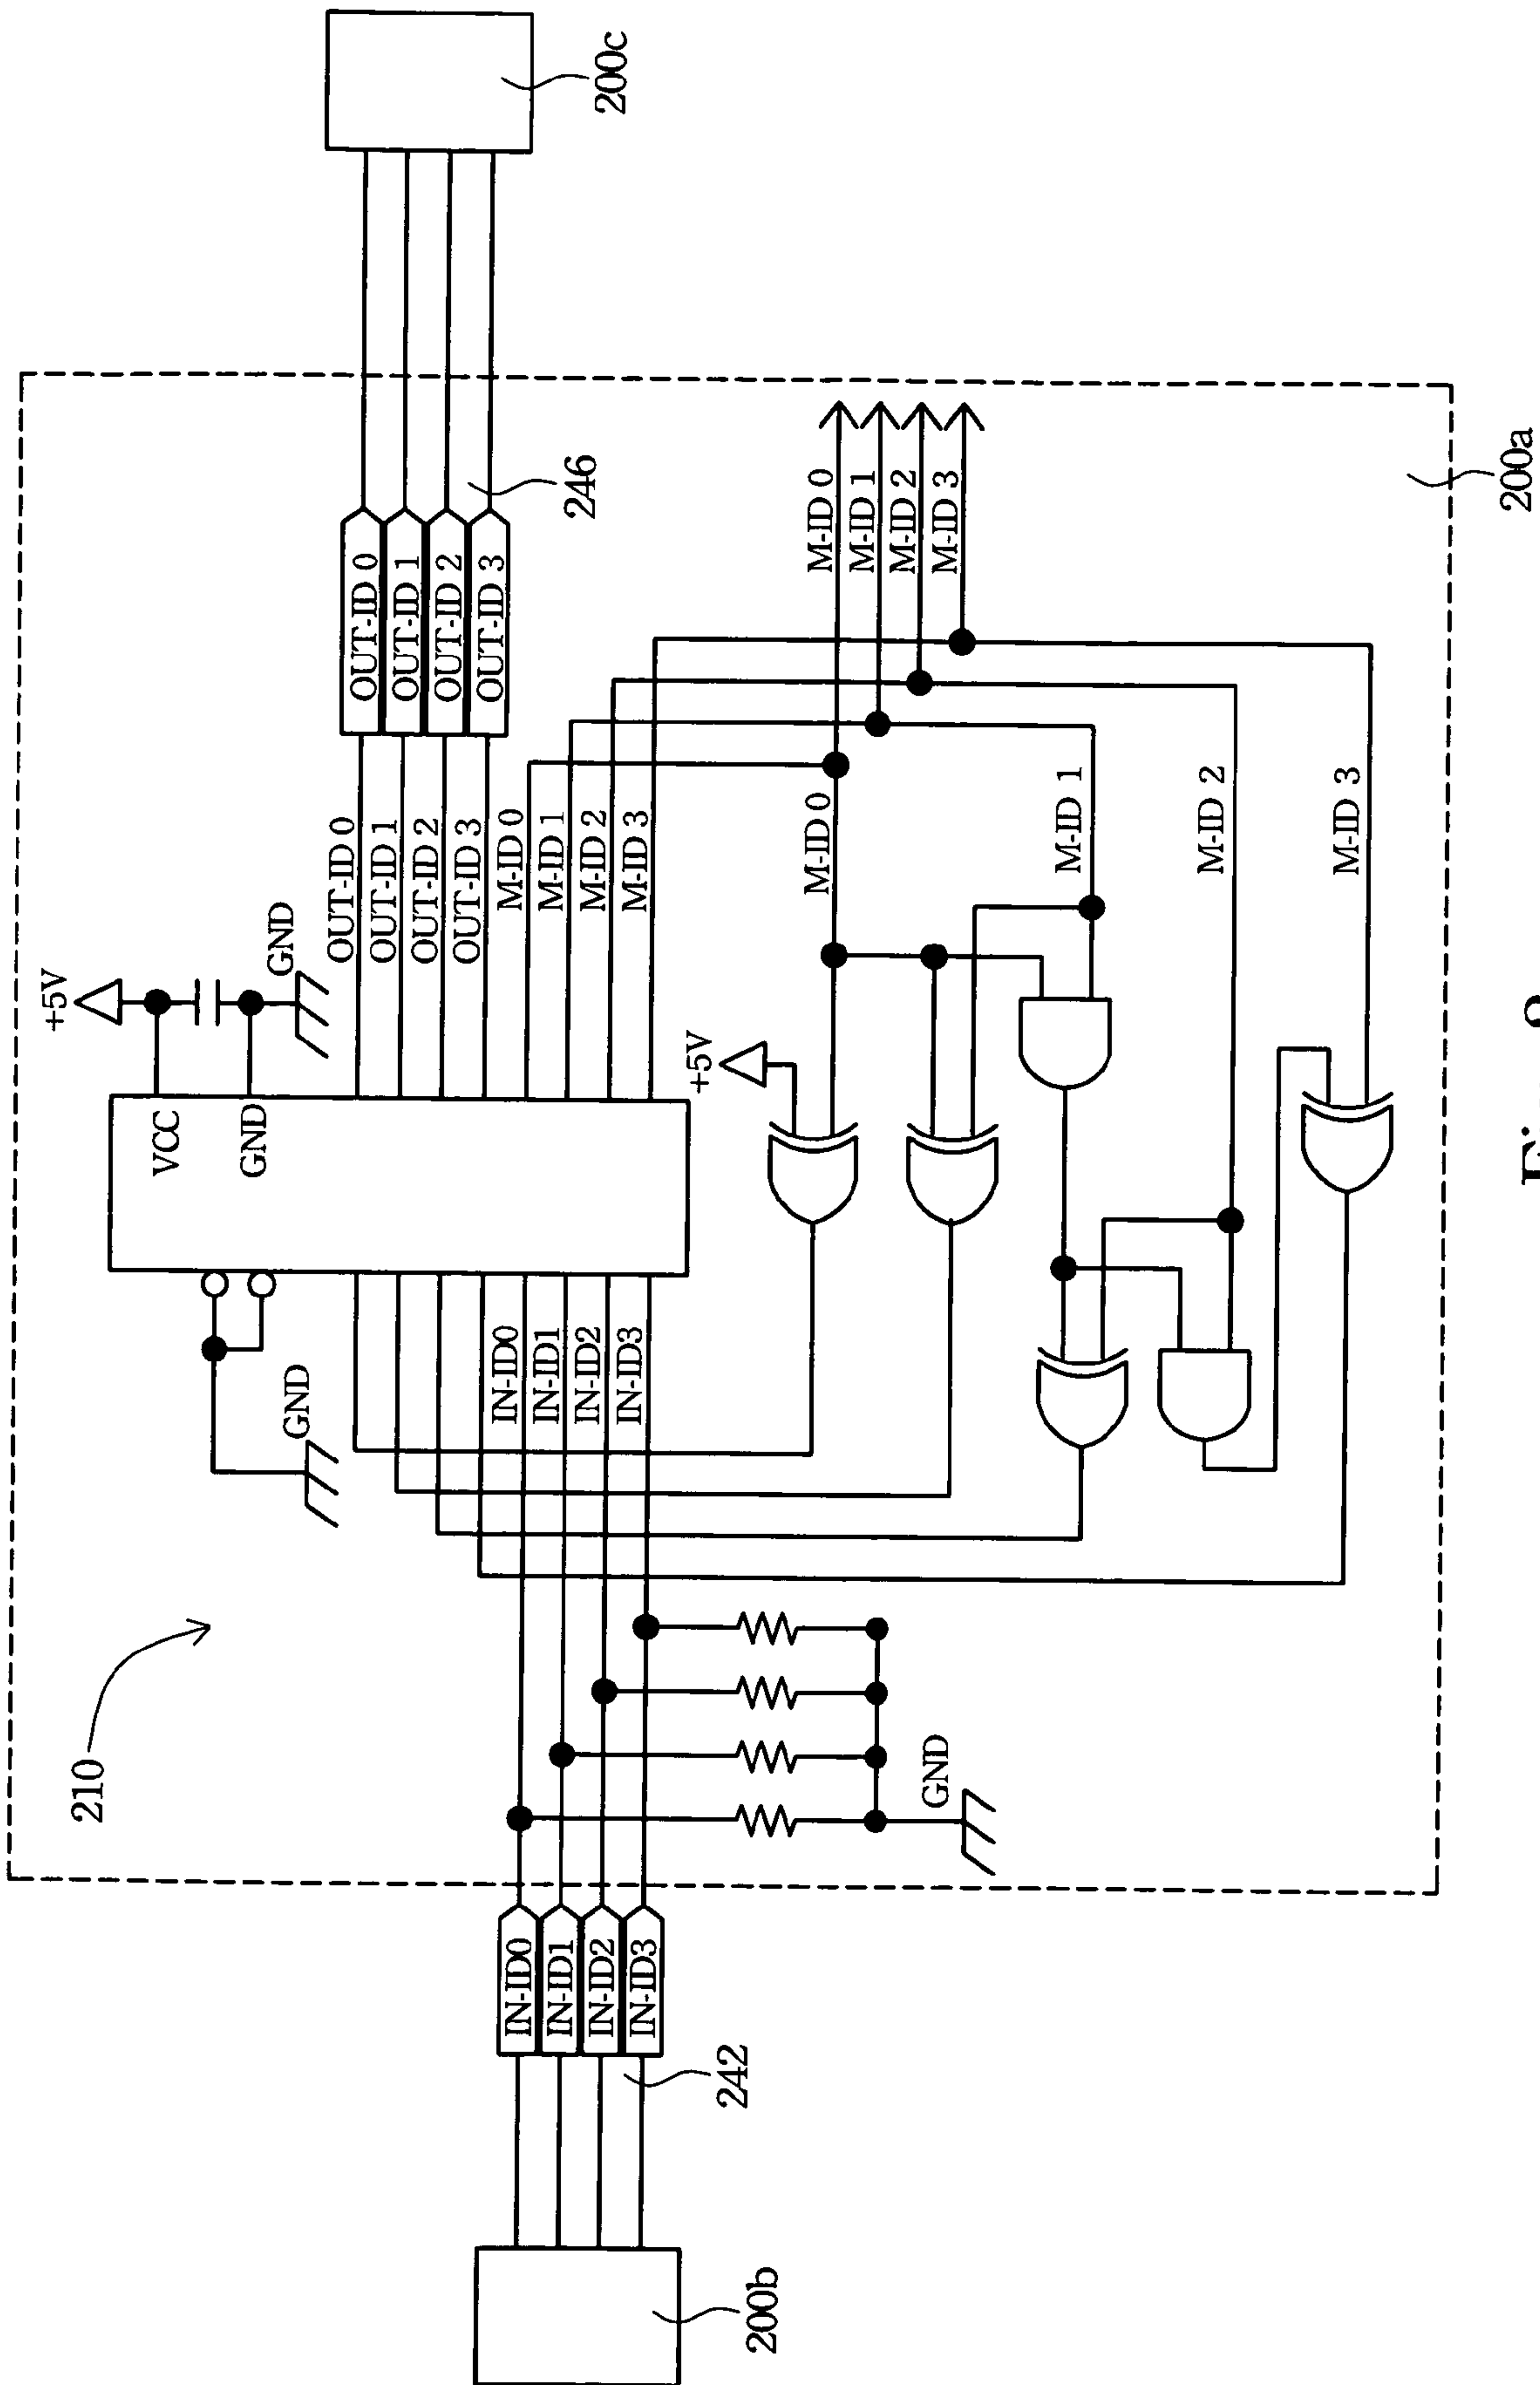 210
+5V
VCC
GND
GND
GND
OUT-ID 0
OUT-ID 1
OUT-ID 2
OUT-ID 3
M-ID 0
M-ID 1
M-ID 2
M-ID 3
OUT-ID 0
OUT-ID 1
OUT-ID 2
OUT-ID 3
246
200c
200b
242
IN-ID0
IN-ID1
IN-ID2
IN-ID3
IN-ID0
IN-ID1
IN-ID2
IN-ID3
GND
+5V
M-ID 0
M-ID 1
M-ID 2
M-ID 3
M-ID 0
M-ID 1
M-ID 2
M-ID 3
200a